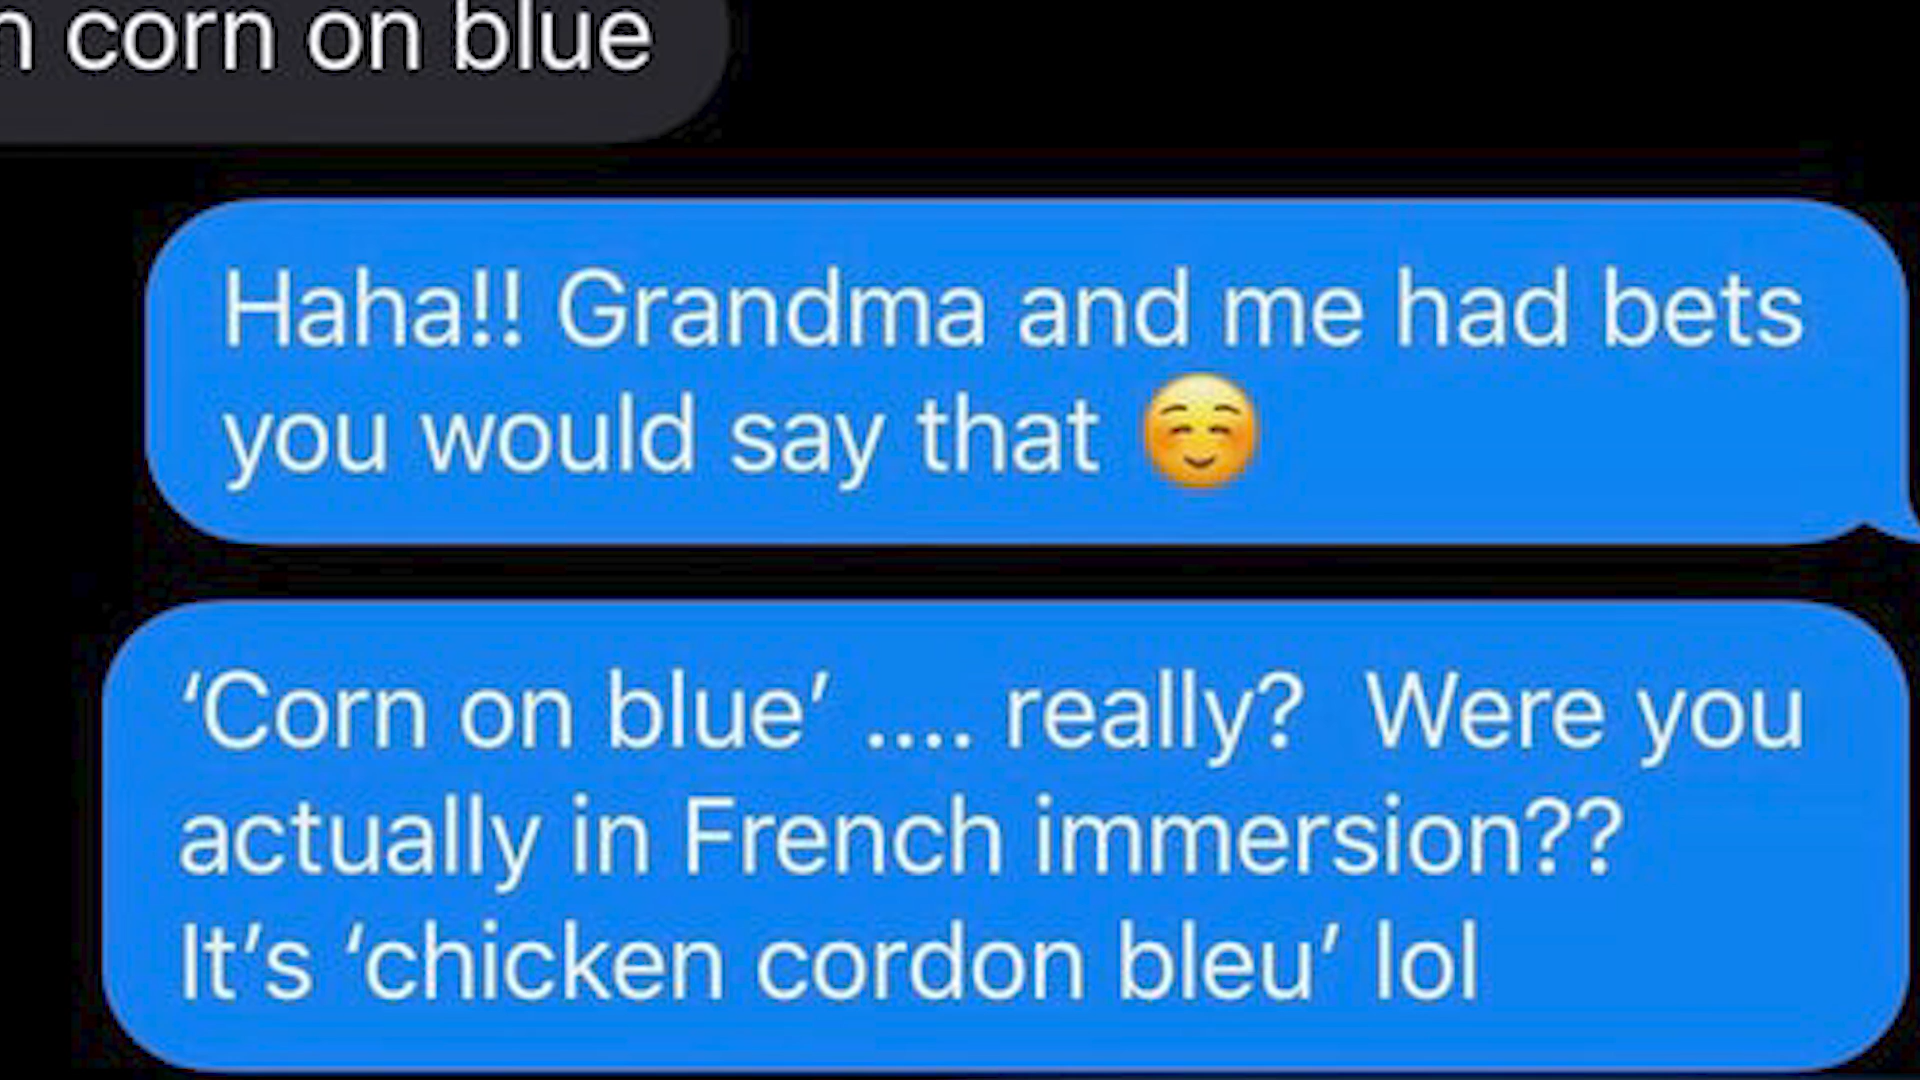 corn on blue
Haha!! Grandma and me had bets
you would say that ☺️
‘Corn on blue’ .... really?  Were you
actually in French immersion??
It’s ‘chicken cordon bleu’ lol